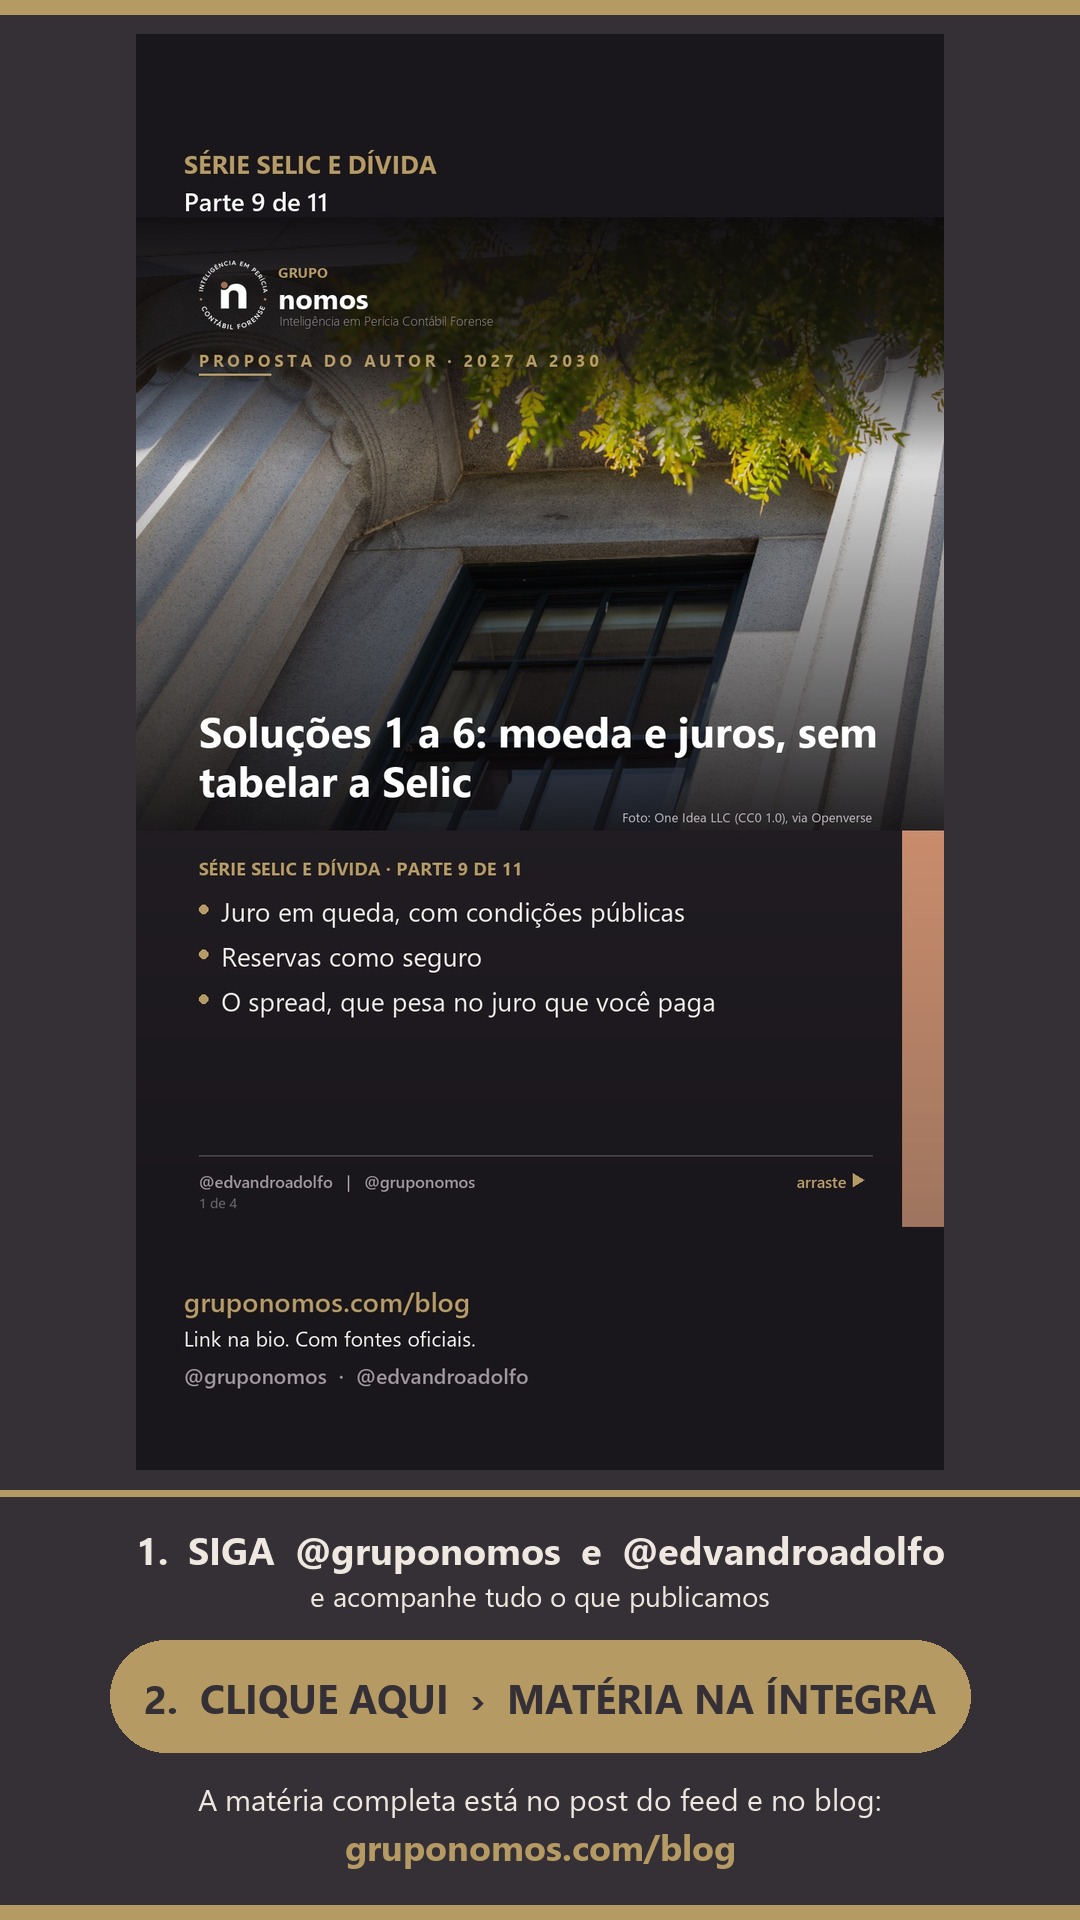 SÉRIE SELIC E DÍVIDA
Parte 9 de 11
INTELIGÊNCIA EM PERÍCIA CONTÁBIL FORENSE
n
GRUPO
nomos
Inteligência em Perícia Contábil Forense
PROPOSTA DO AUTOR · 2027 A 2030
Soluções 1 a 6: moeda e juros, sem
tabelar a Selic
Foto: One Idea LLC (CC0 1.0), via Openverse
SÉRIE SELIC E DÍVIDA · PARTE 9 DE 11
• Juro em queda, com condições públicas
• Reservas como seguro
• O spread, que pesa no juro que você paga
@edvandroadolfo | @gruponomos
arraste ▶
1 de 4
gruponomos.com/blog
Link na bio. Com fontes oficiais.
@gruponomos · @edvandroadolfo
1. SIGA @gruponomos e @edvandroadolfo
e acompanhe tudo o que publicamos
2. CLIQUE AQUI › MATÉRIA NA ÍNTEGRA
A matéria completa está no post do feed e no blog:
gruponomos.com/blog